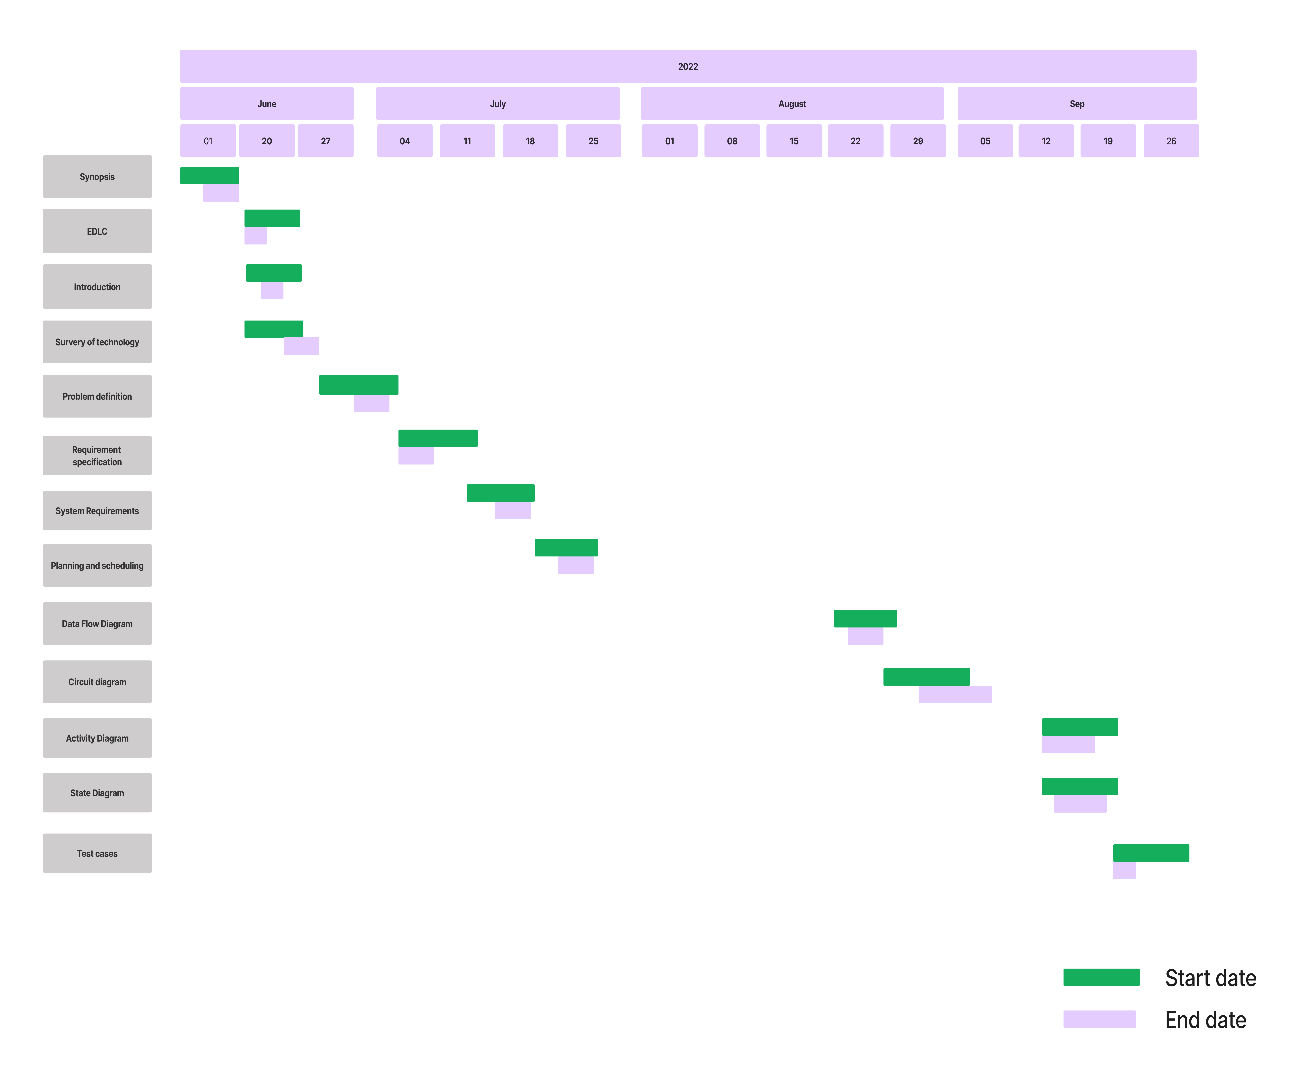 2022
June July August Sep
01 20 27 04 11 18 25 01 08 15 22 29 05 12 19 26
Synopsis
EDLC
Introduction
Survery of technology
Problem definition
Requirement
specification
System Requirements
Planning and scheduling
Data Flow Diagram
Circuit diagram
Activity Diagram
State Diagram
Test cases
Start date
End date